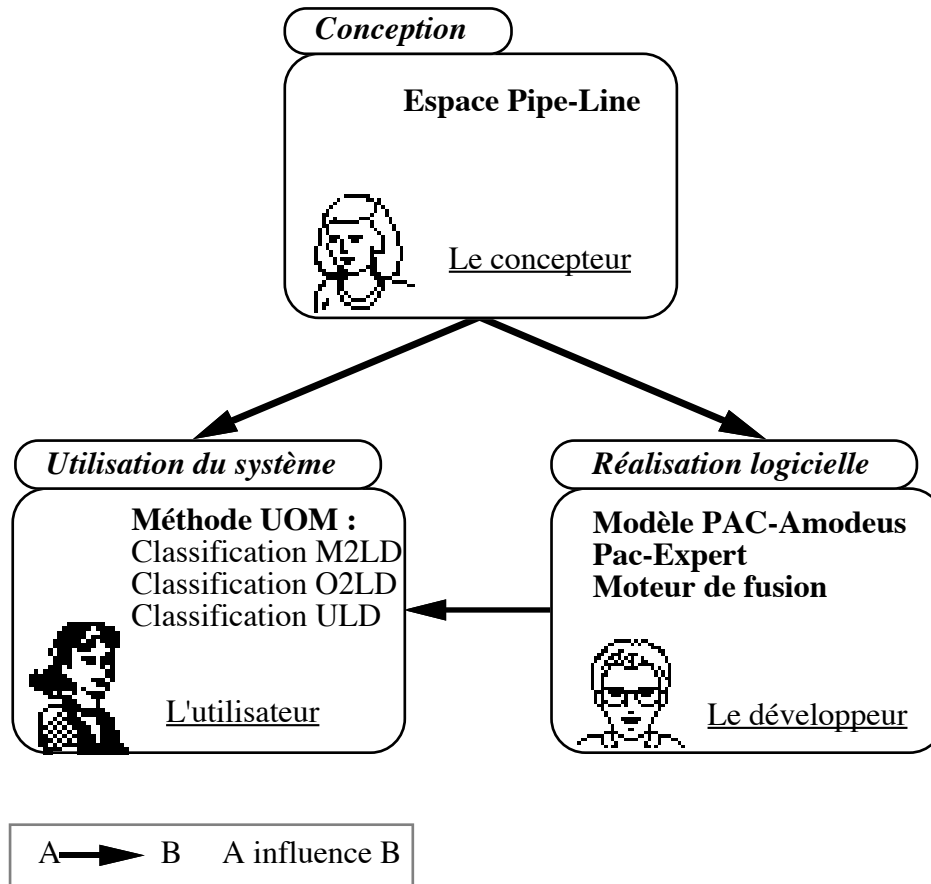 Conception
Espace Pipe-Line
Le concepteur
Utilisation du système
Méthode UOM :
Classification M2LD
Classification O2LD
Classification ULD
L'utilisateur
Réalisation logicielle
Modèle PAC-Amodeus
Pac-Expert
Moteur de fusion
Le développeur
A B A influence B